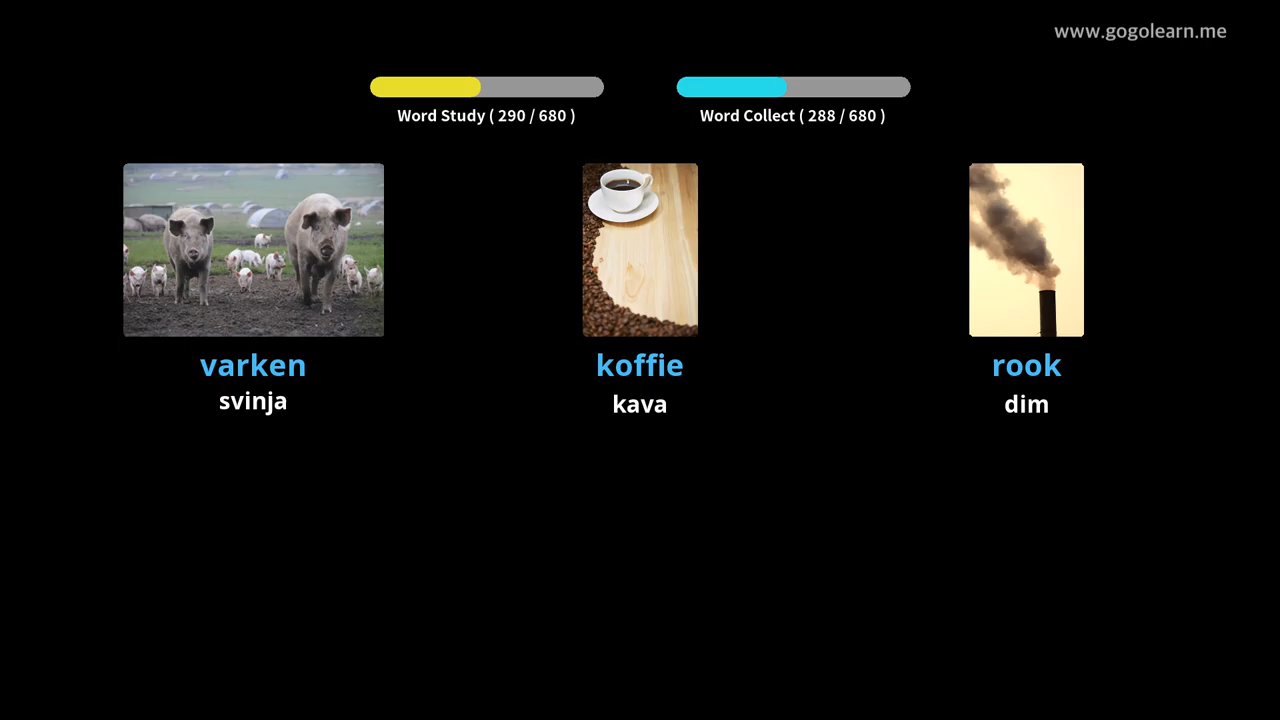 www.gogolearn.me
Word Study ( 290 / 680 )
Word Collect ( 288 / 680 )
varken
svinja
koffie
kava
rook
dim